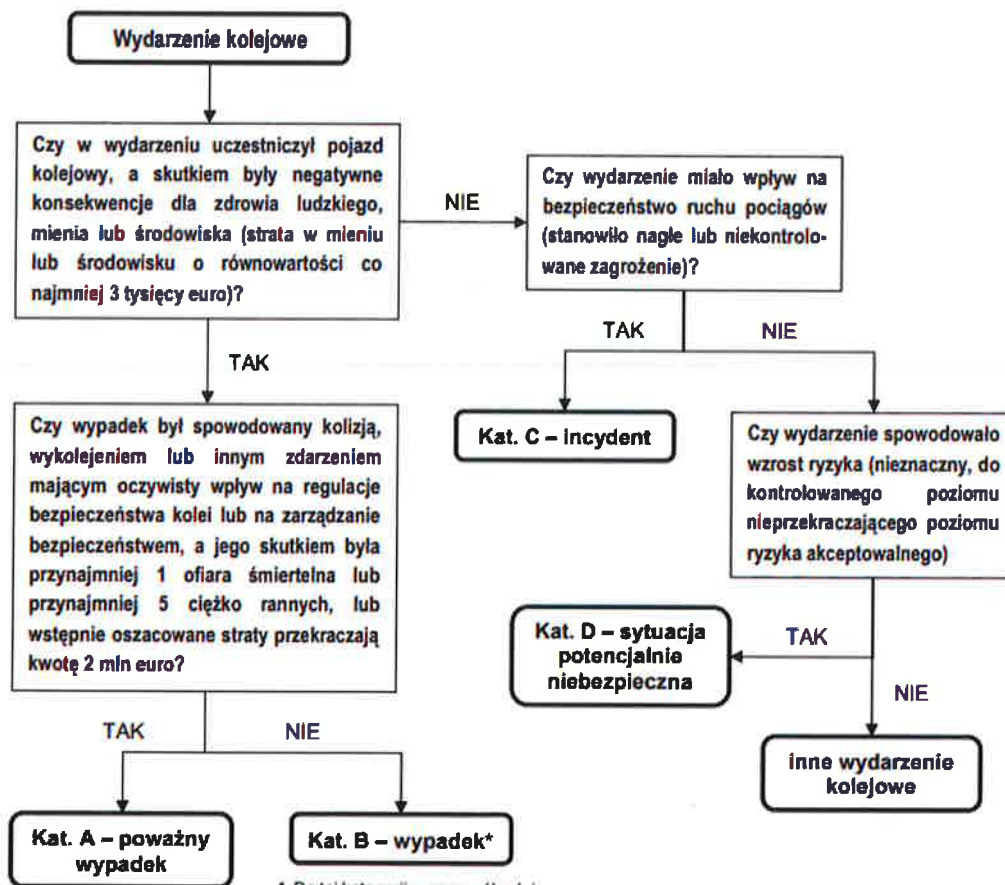 Wydarzenie kolejowe
Czy w wydarzeniu uczestniczył pojazd
kolejowy, a skutkiem były negatywne
konsekwencje dla zdrowia ludzkiego,
mienia lub środowiska (strata w mieniu
lub środowisku o równowartości co
najmniej 3 tysięcy euro)?
NIE
Czy wydarzenie miało wpływ na
bezpieczeństwo ruchu pociągów
(stanowiło nagłe lub niekontrolo-
wane zagrożenie)?
TAK
TAK
NIE
Czy wypadek był spowodowany kolizją,
wykolejeniem lub innym zdarzeniem
mającym oczywisty wpływ na regulacje
bezpieczeństwa kolei lub na zarządzanie
bezpieczeństwem, a jego skutkiem była
przynajmniej 1 ofiara śmiertelna lub
przynajmniej 5 ciężko rannych, lub
wstępnie oszacowane straty przekraczają
kwotę 2 mln euro?
Kat. C – incydent
Czy wydarzenie spowodowało
wzrost ryzyka (nieznaczny, do
kontrolowanego poziomu
nieprzekraczającego poziomu
ryzyka akceptowalnego)
Kat. D – sytuacja
potencjalnie
niebezpieczna
TAK
NIE
TAK
NIE
inne wydarzenie
kolejowe
Kat. A – poważny
wypadek
Kat. B – wypadek*